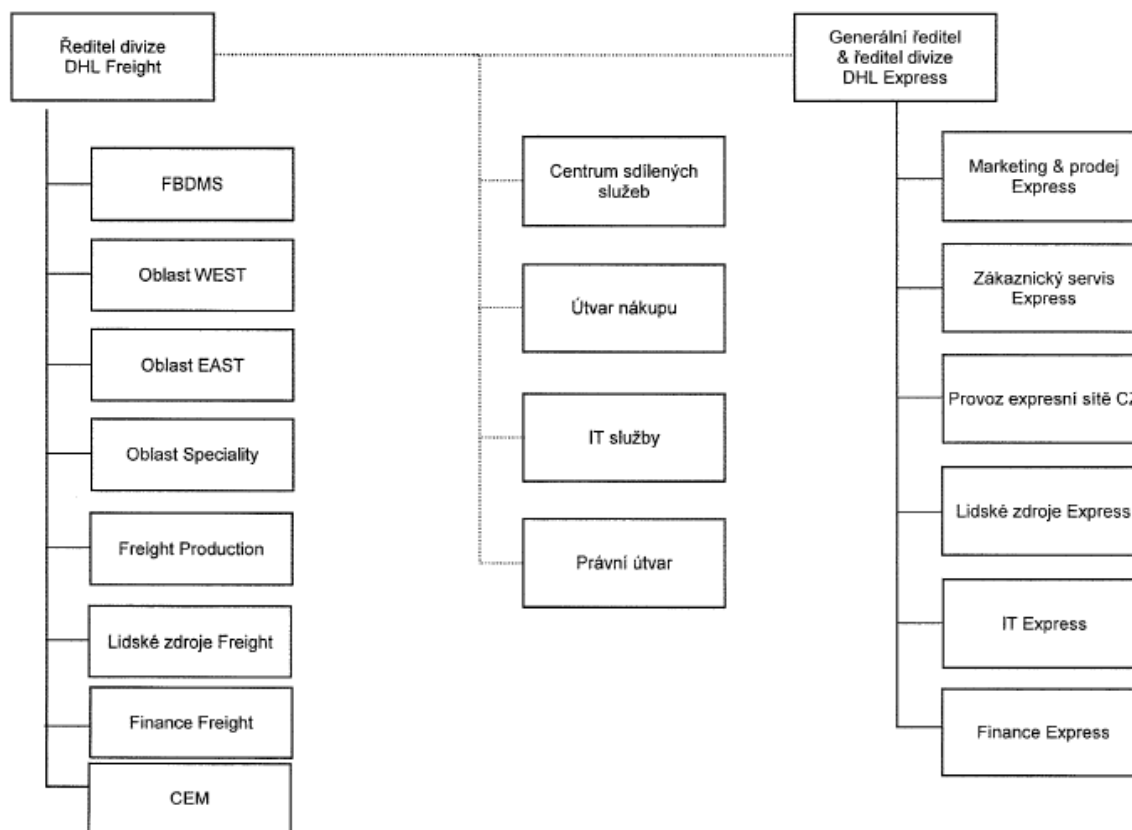 Ředitel divize
DHL Freight
Generální ředitel
& ředitel divize
DHL Express
FBDMS
Oblast WEST
Oblast EAST
Oblast Speciality
Freight Production
Lidské zdroje Freight
Finance Freight
CEM
Centrum sdílených
služeb
Útvar nákupu
IT služby
Právní útvar
Marketing & prodej
Express
Zákaznický servis
Express
Provoz expresní sítě CZ
Lidské zdroje Express
IT Express
Finance Express